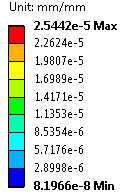 Unit: mm/mm
2.5442e-5 Max
2.2624e-5
1.9807e-5
1.6989e-5
1.4171e-5
1.1353e-5
8.5354e-6
5.7176e-6
2.8998e-6
8.1966e-8 Min